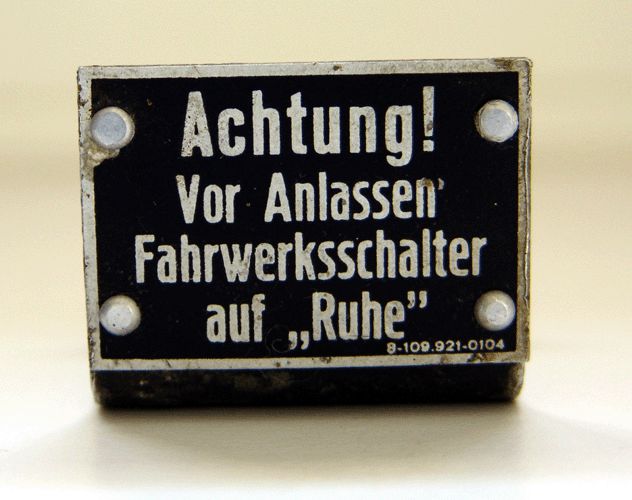 Achtung!
Vor Anlassen
Fahrwerksschalter
auf „Ruhe”
8-109.921-0104